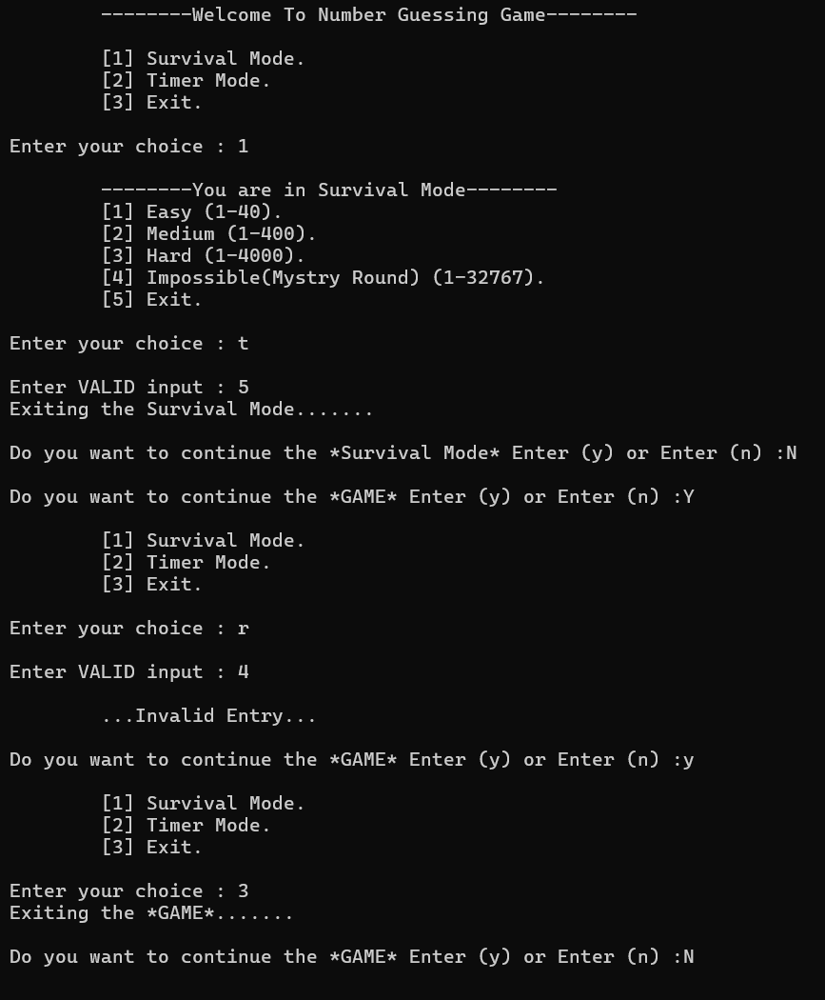 --------Welcome To Number Guessing Game--------
[1] Survival Mode.
[2] Timer Mode.
[3] Exit.
Enter your choice : 1
--------You are in Survival Mode--------
[1] Easy (1-40).
[2] Medium (1-400).
[3] Hard (1-4000).
[4] Impossible(Mystry Round) (1-32767).
[5] Exit.
Enter your choice : t
Enter VALID input : 5
Exiting the Survival Mode.......
Do you want to continue the *Survival Mode* Enter (y) or Enter (n) :N
Do you want to continue the *GAME* Enter (y) or Enter (n) :Y
[1] Survival Mode.
[2] Timer Mode.
[3] Exit.
Enter your choice : r
Enter VALID input : 4
...Invalid Entry...
Do you want to continue the *GAME* Enter (y) or Enter (n) :y
[1] Survival Mode.
[2] Timer Mode.
[3] Exit.
Enter your choice : 3
Exiting the *GAME*.......
Do you want to continue the *GAME* Enter (y) or Enter (n) :N